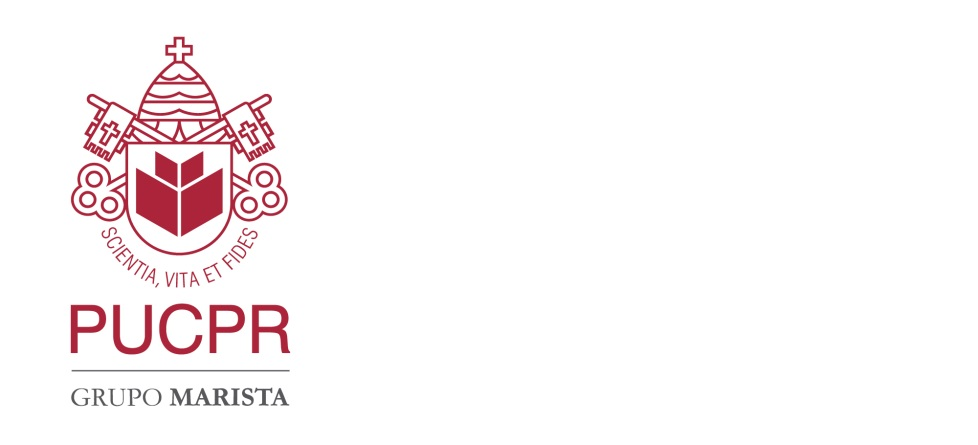 SCIENTIA, VITA ET FIDES
PUCPR
GRUPO MARISTA